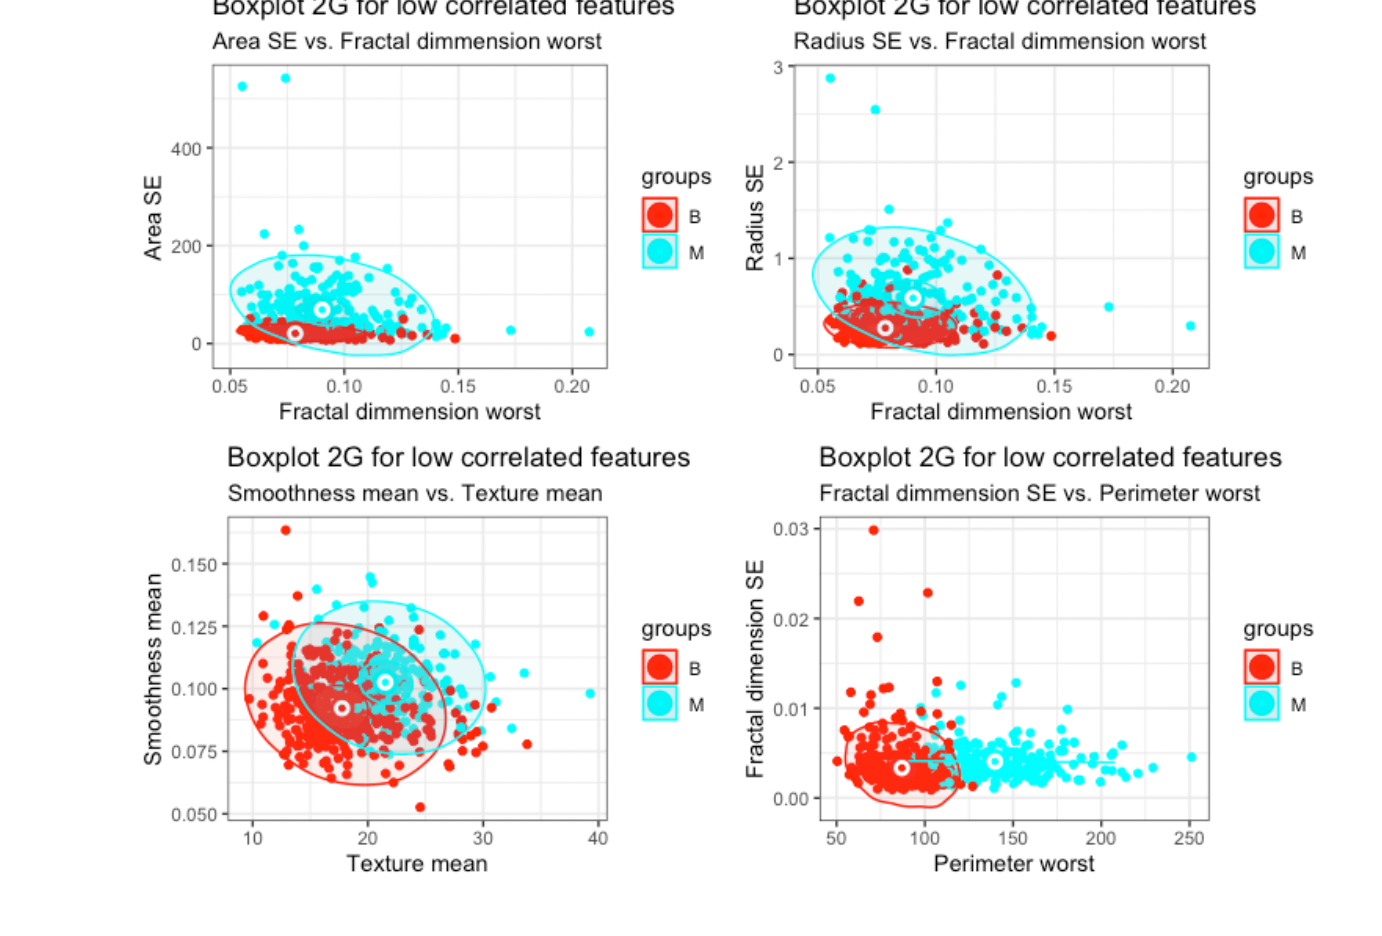 Boxplot 2G for low correlated features
Area SE vs. Fractal dimmension worst
400
200
0
Area SE
0.05 0.10 0.15 0.20
Fractal dimmension worst
groups
B
M
Boxplot 2G for low correlated features
Radius SE vs. Fractal dimmension worst
3
2
1
0
Radius SE
0.05 0.10 0.15 0.20
Fractal dimmension worst
groups
B
M
Boxplot 2G for low correlated features
Smoothness mean vs. Texture mean
0.150
0.125
0.100
0.075
0.050
Smoothness mean
10 20 30 40
Texture mean
groups
B
M
Boxplot 2G for low correlated features
Fractal dimmension SE vs. Perimeter worst
0.03
0.02
0.01
0.00
Fractal dimension SE
50 100 150 200 250
Perimeter worst
groups
B
M